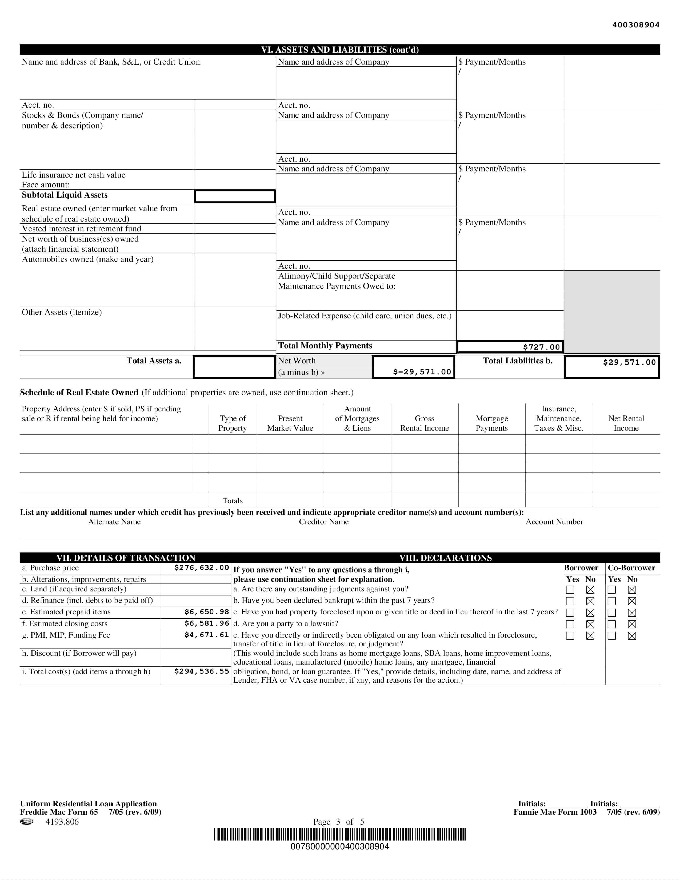 400308904
VI. ASSETS AND LIABILITIES (cont'd)
Name and address of Bank, S&L, or Credit Union
Name and address of Company
$ Payment/Months
/
Acct. no.
Acct. no.
Stocks & Bonds (Company name/
number & description)
Name and address of Company
$ Payment/Months
/
Acct. no.
Name and address of Company
$ Payment/Months
/
Life insurance net cash value
Face amount:
Subtotal Liquid Assets
Real estate owned (enter market value from
schedule of real estate owned)
Acct. no.
Name and address of Company
$ Payment/Months
/
Vested interest in retirement fund
Net worth of business(es) owned
(attach financial statement)
Automobiles owned (make and year)
Acct. no.
Alimony/Child Support/Separate
Maintenance Payments Owed to:
Other Assets (itemize)
Job-Related Expense (child care, union dues, etc.)
Total Monthly Payments
$727.00
Total Assets a.
Net Worth
(a minus b) »
$-29,571.00
Total Liabilities b.
$29,571.00
Schedule of Real Estate Owned (If additional properties are owned, use continuation sheet.)
Property Address (enter S if sold, PS if pending
sale or R if rental being held for income)
Type of
Property
Present
Market Value
Amount
of Mortgages
& Liens
Gross
Rental Income
Mortgage
Payments
Insurance,
Maintenance,
Taxes & Misc.
Net Rental
Income
Totals
List any additional names under which credit has previously been received and indicate appropriate creditor name(s) and account number(s):
Alternate Name
Creditor Name
Account Number
VII. DETAILS OF TRANSACTION
a. Purchase price $276,632.00
b. Alterations, improvements, repairs
c. Land (if acquired separately)
d. Refinance (incl. debts to be paid off)
e. Estimated prepaid items $6,650.98
f. Estimated closing costs $6,581.96
g. PMI, MIP, Funding Fee $4,671.61
h. Discount (if Borrower will pay)
i. Total cost(s) (add items a through h) $294,536.55
VIII. DECLARATIONS
If you answer "Yes" to any questions a through i,
please use continuation sheet for explanation.
Borrower Co-Borrower
Yes No Yes No
a. Are there any outstanding judgments against you?
b. Have you been declared bankrupt within the past 7 years?
c. Have you had property foreclosed upon or given title or deed in lieu thereof in the last 7 years?
d. Are you a party to a lawsuit?
e. Have you directly or indirectly been obligated on any loan which resulted in foreclosure,
transfer of title in lieu of foreclosure, or judgment?
(This would include such loans as home mortgage loans, SBA loans, home improvement loans,
educational loans, manufactured (mobile) home loans, any mortgage, financial
obligation, bond, or loan guarantee. If "Yes," provide details, including date, name, and address of
Lender, FHA or VA case number, if any, and reasons for the action.)
Uniform Residential Loan Application
Freddie Mac Form 65 7/05 (rev. 6/09)
4193.806
Page 3 of 5
Initials: Initials:
Fannie Mae Form 1003 7/05 (rev. 6/09)
00780000000400308904